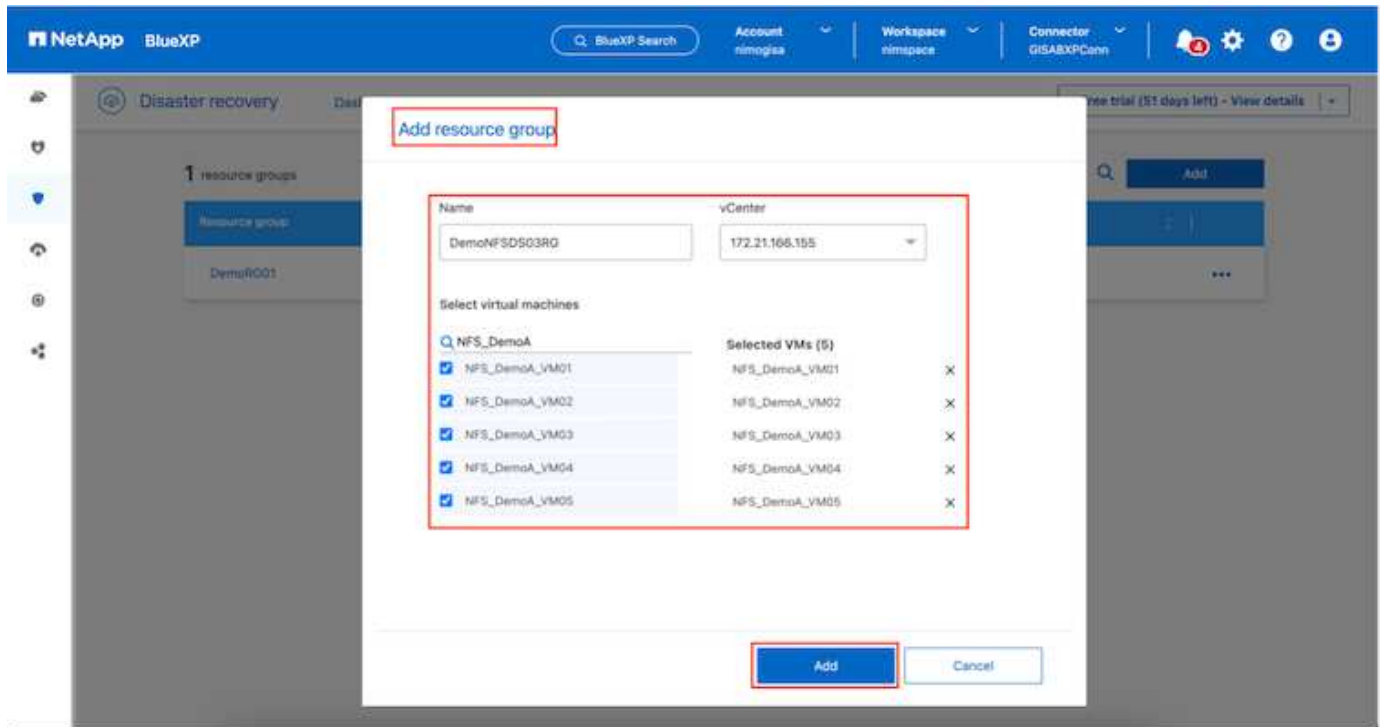 NetApp BlueXP
BlueXP Search
Account
nimogisa
Workspace
nimspace
Connector
GISABXPConn
4
Disaster recovery
free trial (51 days left) - View details
Add resource group
1 resource groups
Add
Resource group
DemoRG01
Name
vCenter
DemoNFSDS03RG
172.21.166.155
Select virtual machines
NFS_DemoA
Selected VMs (5)
NFS_DemoA_VM01
NFS_DemoA_VM01
NFS_DemoA_VM02
NFS_DemoA_VM02
NFS_DemoA_VM03
NFS_DemoA_VM03
NFS_DemoA_VM04
NFS_DemoA_VM04
NFS_DemoA_VM05
NFS_DemoA_VM05
Add
Cancel